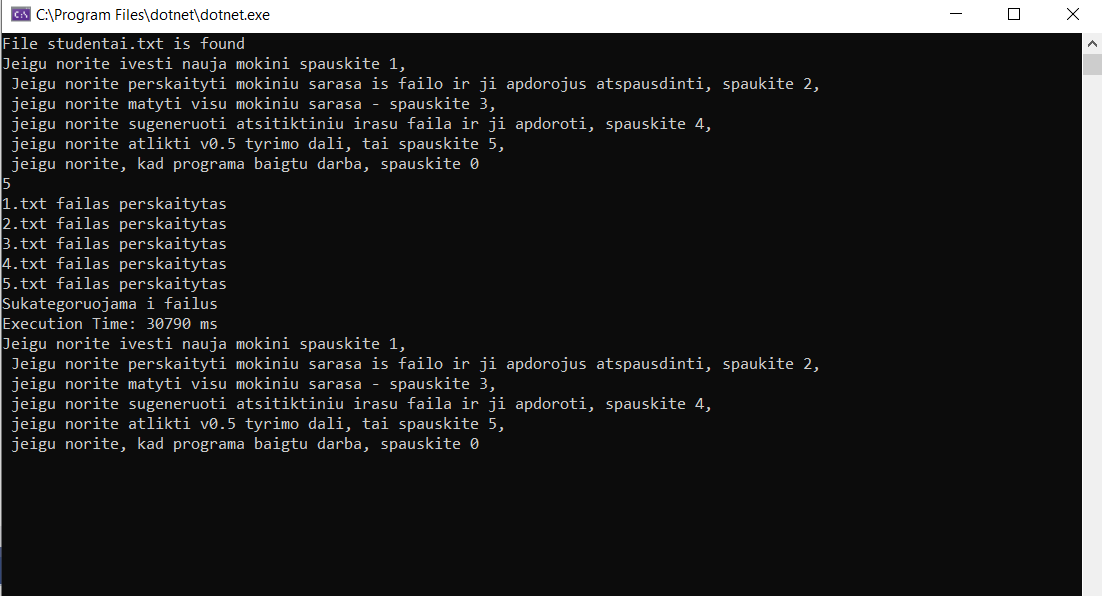 C:\Program Files\dotnet\dotnet.exe
File studentai.txt is found
Jeigu norite ivesti nauja mokini spauskite 1,
Jeigu norite perskaityti mokiniu sarasa is failo ir ji apdorojus atspausdinti, spaukite 2,
jeigu norite matyti visu mokiniu sarasa - spauskite 3,
jeigu norite sugeneruoti atsitiktiniu irasu faila ir ji apdoroti, spauskite 4,
jeigu norite atlikti v0.5 tyrimo dali, tai spauskite 5,
jeigu norite, kad programa baigtu darba, spauskite 0
5
1.txt failas perskaitytas
2.txt failas perskaitytas
3.txt failas perskaitytas
4.txt failas perskaitytas
5.txt failas perskaitytas
Sukategoruojama i failus
Execution Time: 30790 ms
Jeigu norite ivesti nauja mokini spauskite 1,
Jeigu norite perskaityti mokiniu sarasa is failo ir ji apdorojus atspausdinti, spaukite 2,
jeigu norite matyti visu mokiniu sarasa - spauskite 3,
jeigu norite sugeneruoti atsitiktiniu irasu faila ir ji apdoroti, spauskite 4,
jeigu norite atlikti v0.5 tyrimo dali, tai spauskite 5,
jeigu norite, kad programa baigtu darba, spauskite 0